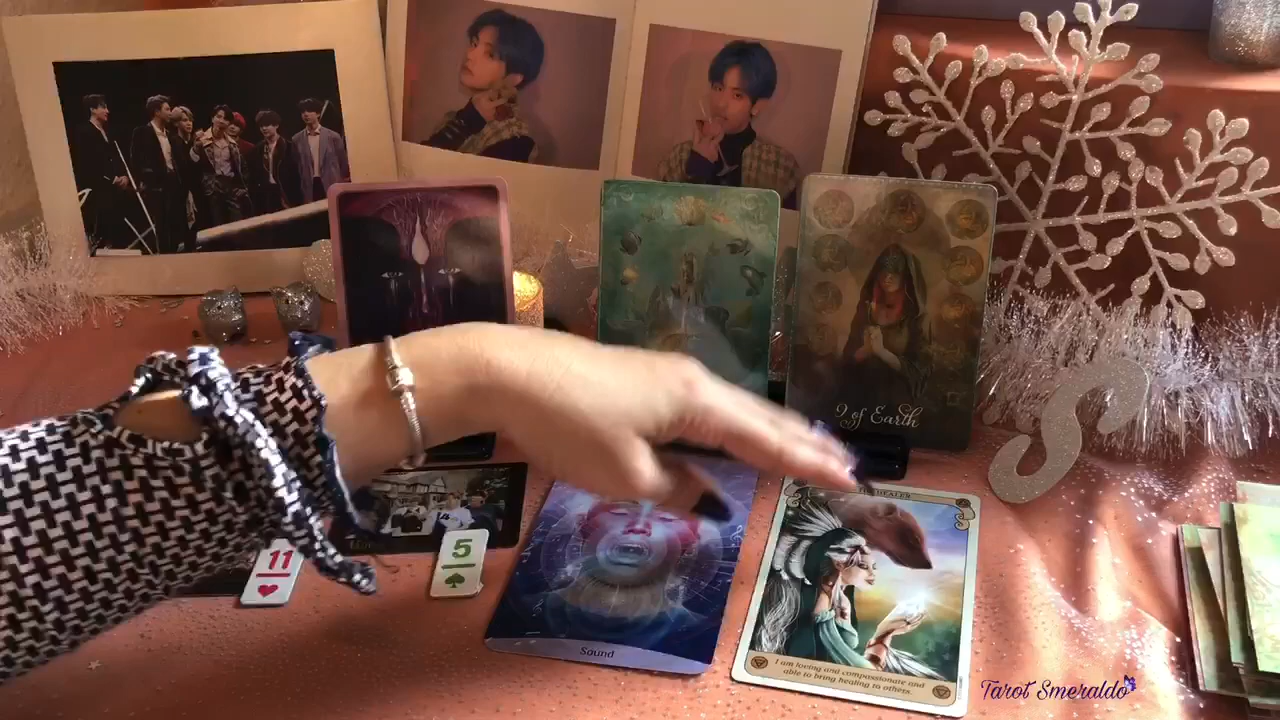 9 of Earth
11
5
THE HEALER
Sound
I am loving and compassionate and
able to bring healing to others.
Tarot Smeraldo